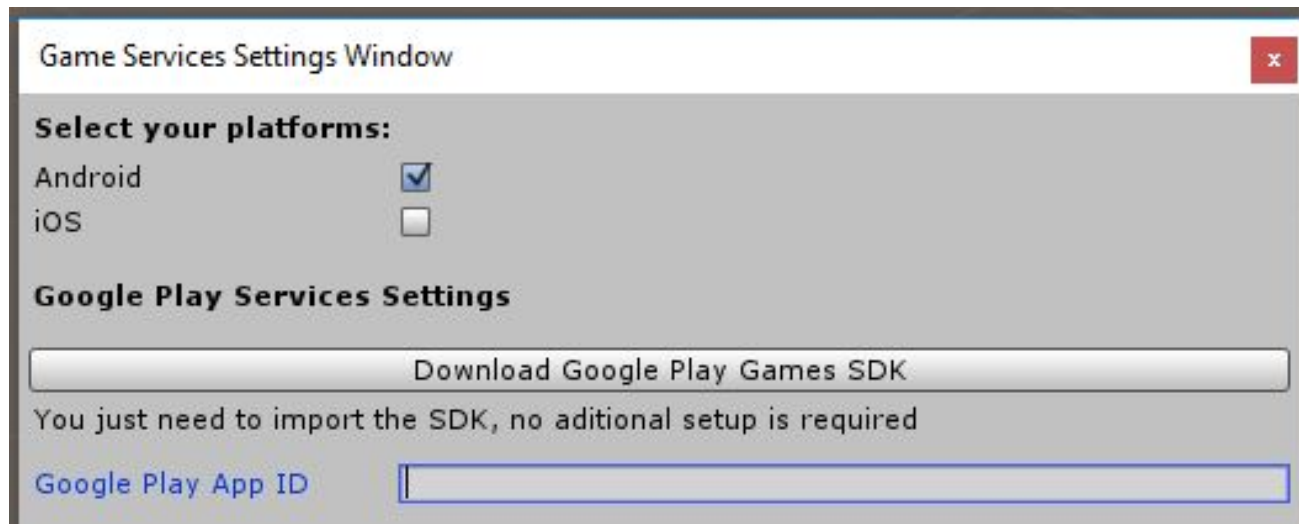 Game Services Settings Window
x
Select your platforms:
Android
iOS
Google Play Services Settings
Download Google Play Games SDK
You just need to import the SDK, no aditional setup is required
Google Play App ID